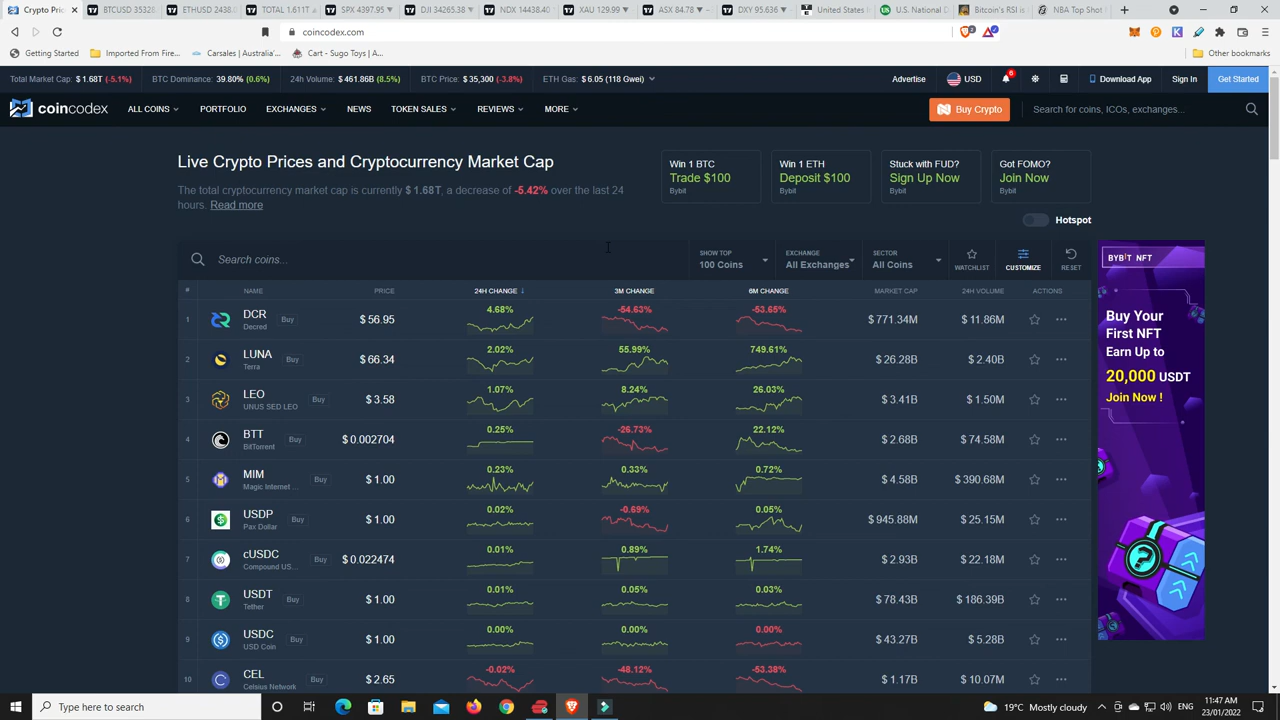 Crypto Pric
BTCUSD 35328
ETHUSD 2438.
TOTAL 1.611T
SPX 4397.95
DJI 34265.38
NDX 14438.40
XAU 129.99 ▼
ASX 84.78 ▼
DXY 95.636 ▼
United States
U.S. National D
Bitcoin's RSI is
NBA Top Shot
coincodex.com
Getting Started
Imported From Fire...
Carsales | Australia'...
Cart - Sugo Toys | A...
Other bookmarks
Total Market Cap: $ 1.68T (-5.1%)
BTC Dominance: 39.80% (0.6%)
24h Volume: $ 461.86B (8.5%)
BTC Price: $ 35,300 (-3.8%)
ETH Gas: $ 6.05 (118 Gwei)
Advertise
USD
6
Download App
Sign In
Get Started
coincodex
ALL COINS
PORTFOLIO
EXCHANGES
NEWS
TOKEN SALES
REVIEWS
MORE
Buy Crypto
Search for coins, ICOs, exchanges...
Live Crypto Prices and Cryptocurrency Market Cap
The total cryptocurrency market cap is currently $ 1.68T, a decrease of -5.42% over the last 24
hours. Read more
Win 1 BTC
Trade $100
Bybit
Win 1 ETH
Deposit $100
Bybit
Stuck with FUD?
Sign Up Now
Bybit
Got FOMO?
Join Now
Bybit
Hotspot
Search coins...
SHOW TOP
100 Coins
EXCHANGE
All Exchanges
SECTOR
All Coins
WATCHLIST
CUSTOMIZE
RESET
# NAME PRICE 24H CHANGE ↓ 3M CHANGE 6M CHANGE MARKET CAP 24H VOLUME ACTIONS
1 DCR Decred Buy $ 56.95 4.68% -54.63% -53.65% $ 771.34M $ 11.86M
2 LUNA Terra Buy $ 66.34 2.02% 55.99% 749.61% $ 26.28B $ 2.40B
3 LEO UNUS SED LEO Buy $ 3.58 1.07% 8.24% 26.03% $ 3.41B $ 1.50M
4 BTT BitTorrent Buy $ 0.002704 0.25% -26.73% 22.12% $ 2.68B $ 74.58M
5 MIM Magic Internet ... Buy $ 1.00 0.23% 0.33% 0.72% $ 4.58B $ 390.68M
6 USDP Pax Dollar Buy $ 1.00 0.02% -0.69% 0.05% $ 945.88M $ 25.15M
7 cUSDC Compound US... Buy $ 0.022474 0.01% 0.89% 1.74% $ 2.93B $ 22.18M
8 USDT Tether Buy $ 1.00 0.01% 0.05% 0.03% $ 78.43B $ 186.39B
9 USDC USD Coin Buy $ 1.00 0.00% 0.00% 0.00% $ 43.27B $ 5.28B
10 CEL Celsius Network Buy $ 2.65 -0.02% -48.12% -53.38% $ 1.17B $ 10.07M
BYBIT NFT
Buy Your
First NFT
Earn Up to
20,000 USDT
Join Now !
Type here to search
19°C Mostly cloudy
ENG
11:47 AM
23/01/2022